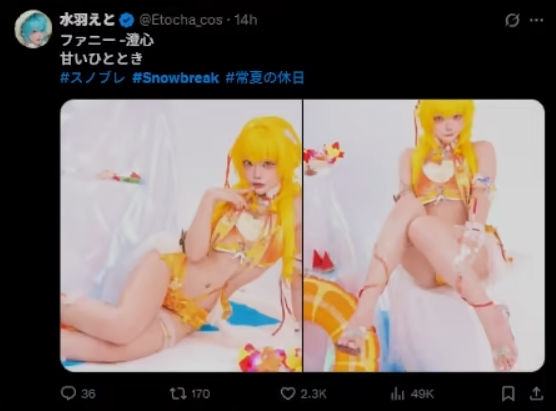 水羽えと @Etocha_cos · 14h
ファニー -澄心
甘いひととき
#スノブレ #Snowbreak #常夏の休日
36 170 2.3K 49K